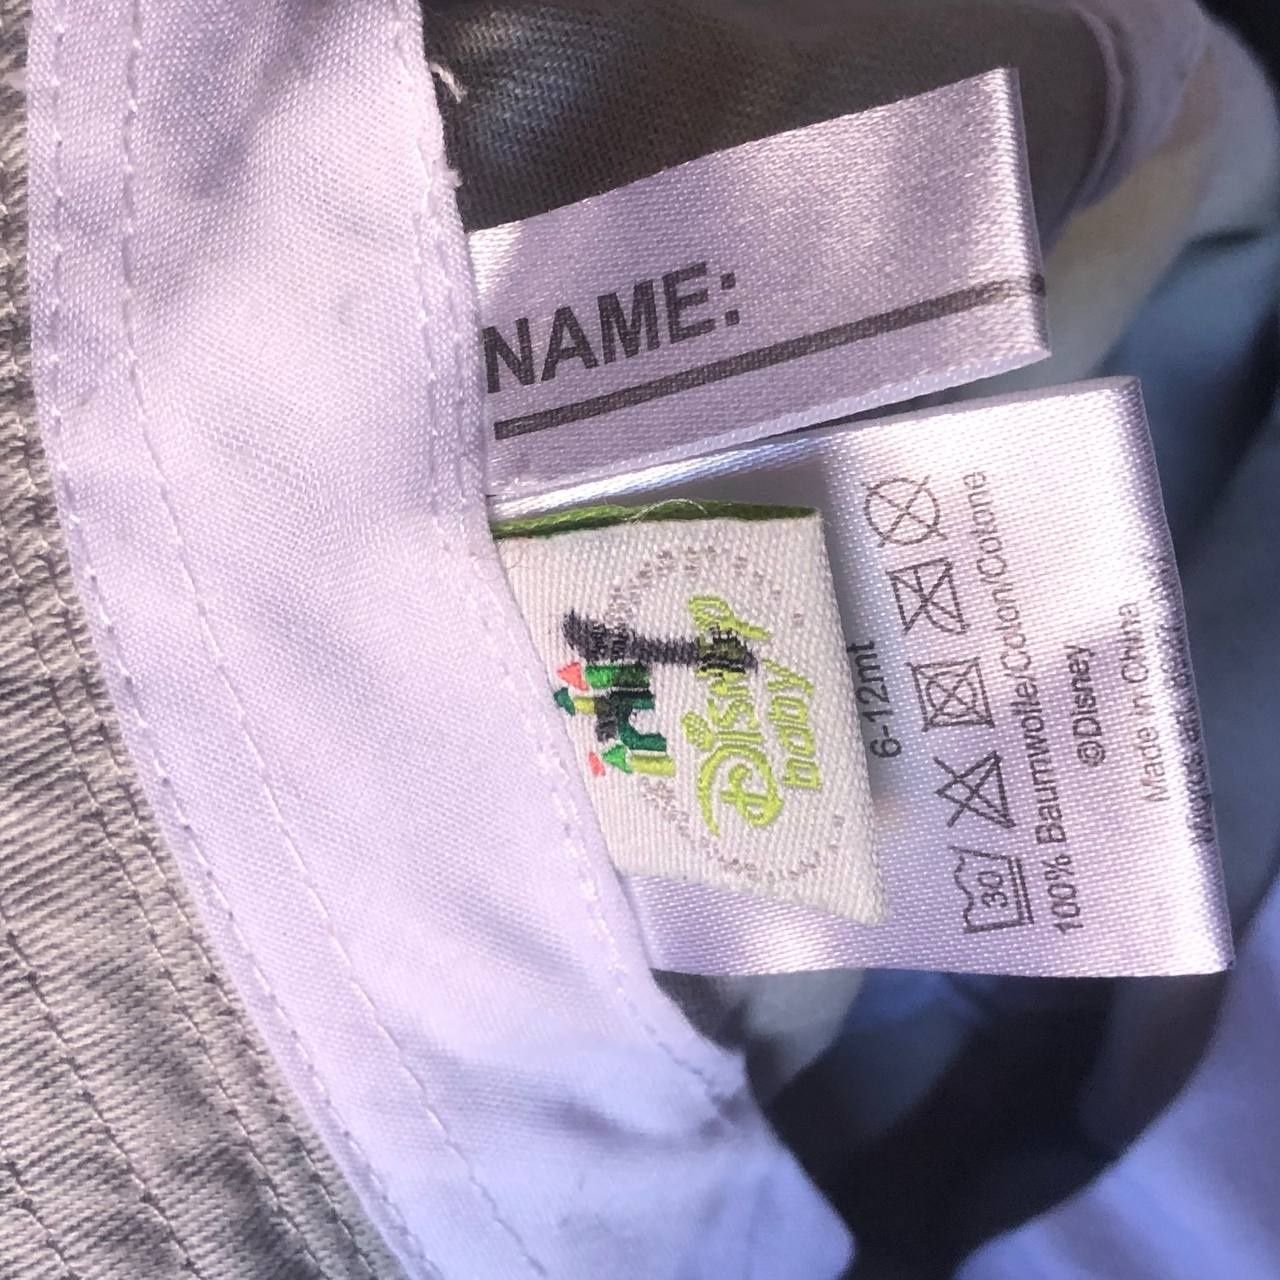 NAME:
Disney
baby
6-12mt
30
100% Baumwolle/Coton/Cotone
©Disney
Made in China